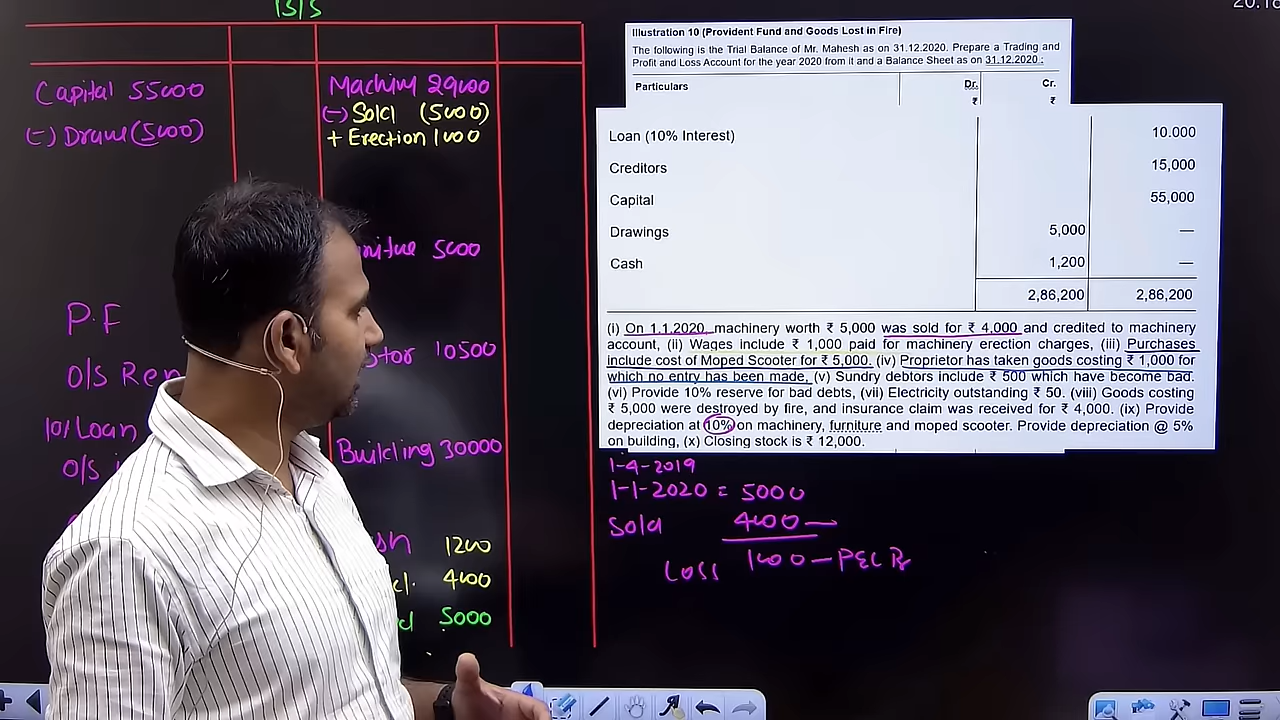 B/S
20:18
Capital 55000
(-) Draw (5000)
Machiny 29000
(-) Sold (5000)
+ Erection 1000
5000
P.F
O/S Ren
10/Loan
O/S
10500
Building 30000
1200
4000
5000
Illustration 10 (Provident Fund and Goods Lost in Fire)
The following is the Trial Balance of Mr. Mahesh as on 31.12.2020. Prepare a Trading and
Profit and Loss Account for the year 2020 from it and a Balance Sheet as on 31.12.2020 :
Particulars Dr. Cr.
₹ ₹
Loan (10% Interest) 10.000
Creditors 15,000
Capital 55,000
Drawings 5,000 —
Cash 1,200 —
2,86,200 2,86,200
(i) On 1.1.2020, machinery worth ₹ 5,000 was sold for ₹ 4,000 and credited to machinery
account, (ii) Wages include ₹ 1,000 paid for machinery erection charges, (iii) Purchases
include cost of Moped Scooter for ₹ 5,000. (iv) Proprietor has taken goods costing ₹ 1,000 for
which no entry has been made, (v) Sundry debtors include ₹ 500 which have become bad.
(vi) Provide 10% reserve for bad debts, (vii) Electricity outstanding ₹ 50. (viii) Goods costing
₹ 5,000 were destroyed by fire, and insurance claim was received for ₹ 4,000. (ix) Provide
depreciation at 10% on machinery, furniture and moped scooter. Provide depreciation @ 5%
on building, (x) Closing stock is ₹ 12,000.
1-4-2019
1-1-2020 = 5000
Sold 4000 —
Loss 1000 —